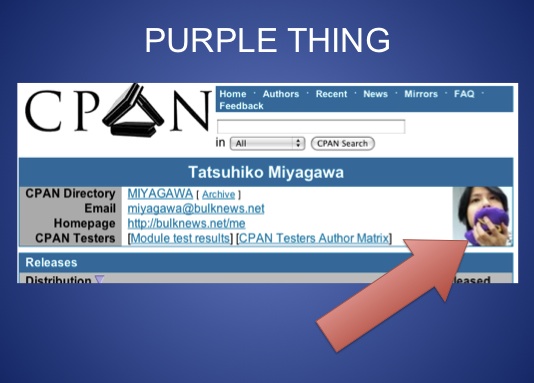 PURPLE THING
CPAN
Home · Authors · Recent · News · Mirrors · FAQ ·
Feedback
in All CPAN Search
Tatsuhiko Miyagawa
CPAN Directory MIYAGAWA [ Archive ]
Email miyagawa@bulknews.net
Homepage http://bulknews.net/me
CPAN Testers [Module test results] [CPAN Testers Author Matrix]
Releases
Distribution